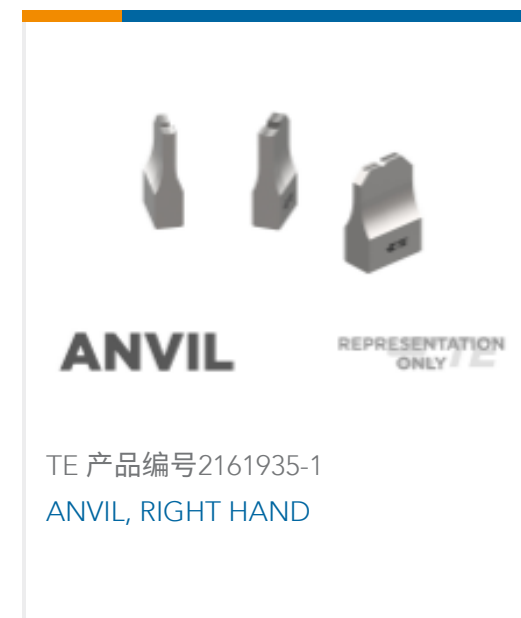 ANVIL
REPRESENTATION
ONLY
TE
TE 产品编号2161935-1
ANVIL, RIGHT HAND